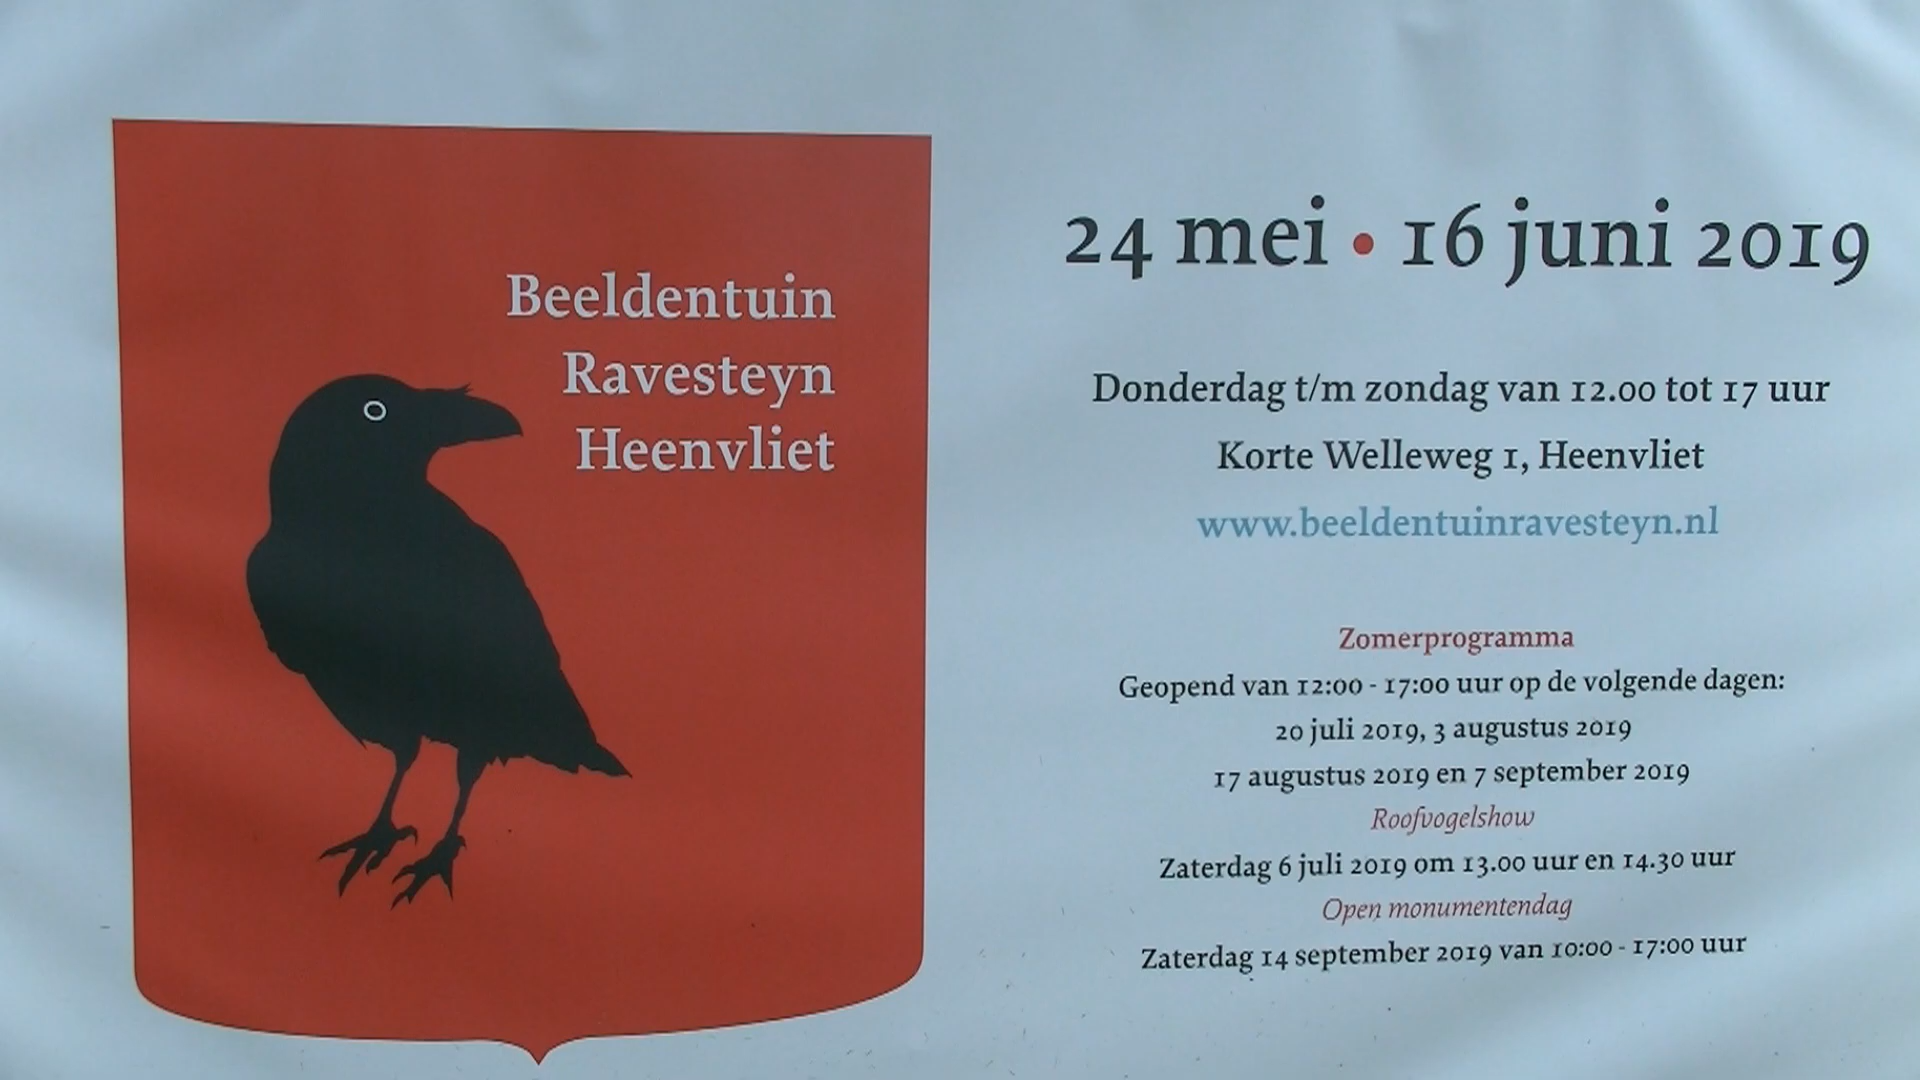 Beeldentuin
Ravesteyn
Heenvliet
24 mei • 16 juni 2019
Donderdag t/m zondag van 12.00 tot 17 uur
Korte Welleweg 1, Heenvliet
www.beeldentuinravesteyn.nl
Zomerprogramma
Geopend van 12:00 - 17:00 uur op de volgende dagen:
20 juli 2019, 3 augustus 2019
17 augustus 2019 en 7 september 2019
Roofvogelshow
Zaterdag 6 juli 2019 om 13.00 uur en 14.30 uur
Open monumentendag
Zaterdag 14 september 2019 van 10:00 - 17:00 uur